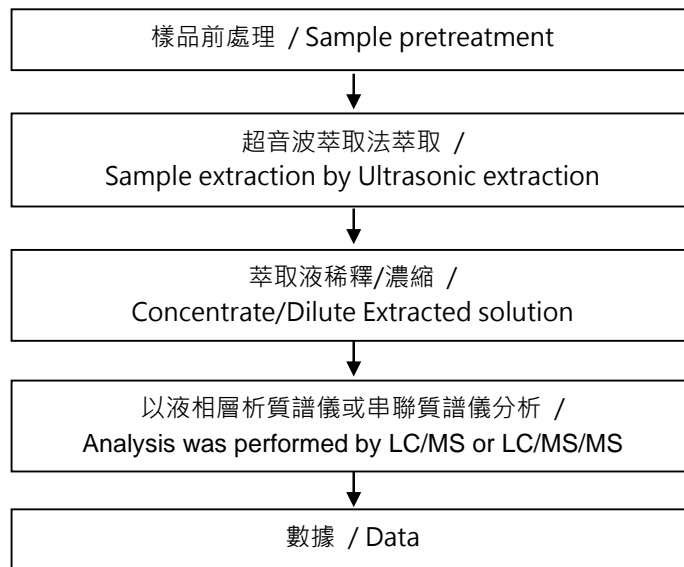 樣品前處理 / Sample pretreatment
超音波萃取法萃取 /
Sample extraction by Ultrasonic extraction
萃取液稀釋/濃縮 /
Concentrate/Dilute Extracted solution
以液相層析質譜儀或串聯質譜儀分析 /
Analysis was performed by LC/MS or LC/MS/MS
數據 / Data